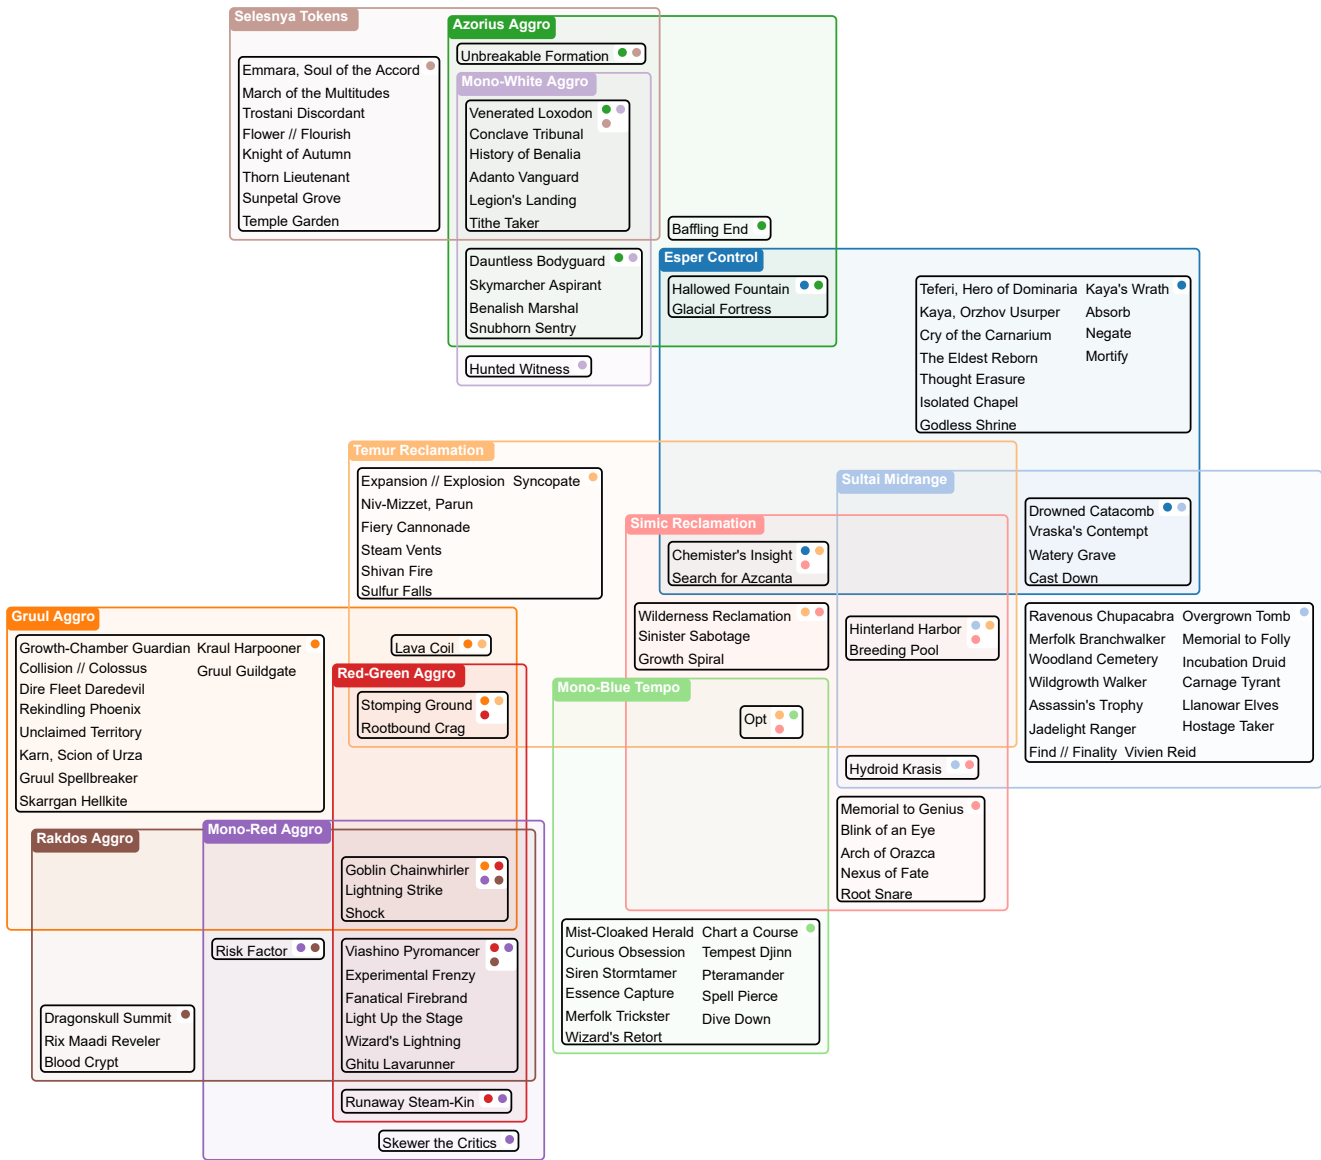 Selesnya Tokens
Azorius Aggro
Unbreakable Formation
Emmara, Soul of the Accord
March of the Multitudes
Trostani Discordant
Flower // Flourish
Knight of Autumn
Thorn Lieutenant
Sunpetal Grove
Temple Garden
Mono-White Aggro
Venerated Loxodon
Conclave Tribunal
History of Benalia
Adanto Vanguard
Legion's Landing
Tithe Taker
Baffling End
Dauntless Bodyguard
Skymarcher Aspirant
Benalish Marshal
Snubhorn Sentry
Hunted Witness
Esper Control
Hallowed Fountain
Glacial Fortress
Teferi, Hero of Dominaria Kaya's Wrath
Kaya, Orzhov Usurper Absorb
Cry of the Carnarium Negate
The Eldest Reborn Mortify
Thought Erasure
Isolated Chapel
Godless Shrine
Temur Reclamation
Expansion // Explosion Syncopate
Niv-Mizzet, Parun
Fiery Cannonade
Steam Vents
Shivan Fire
Sulfur Falls
Sultai Midrange
Drowned Catacomb
Vraska's Contempt
Watery Grave
Cast Down
Simic Reclamation
Chemister's Insight
Search for Azcanta
Wilderness Reclamation
Sinister Sabotage
Growth Spiral
Hinterland Harbor
Breeding Pool
Ravenous Chupacabra Overgrown Tomb
Merfolk Branchwalker Memorial to Folly
Woodland Cemetery Incubation Druid
Wildgrowth Walker Carnage Tyrant
Assassin's Trophy Llanowar Elves
Jadelight Ranger Hostage Taker
Find // Finality Vivien Reid
Gruul Aggro
Growth-Chamber Guardian Kraul Harpooner
Collision // Colossus Gruul Guildgate
Dire Fleet Daredevil
Rekindling Phoenix
Unclaimed Territory
Karn, Scion of Urza
Gruul Spellbreaker
Skarrgan Hellkite
Lava Coil
Red-Green Aggro
Stomping Ground
Rootbound Crag
Mono-Blue Tempo
Opt
Hydroid Krasis
Memorial to Genius
Blink of an Eye
Arch of Orazca
Nexus of Fate
Root Snare
Rakdos Aggro
Mono-Red Aggro
Goblin Chainwhirler
Lightning Strike
Shock
Risk Factor
Viashino Pyromancer
Experimental Frenzy
Fanatical Firebrand
Light Up the Stage
Wizard's Lightning
Ghitu Lavarunner
Mist-Cloaked Herald Chart a Course
Curious Obsession Tempest Djinn
Siren Stormtamer Pteramander
Essence Capture Spell Pierce
Merfolk Trickster Dive Down
Wizard's Retort
Dragonskull Summit
Rix Maadi Reveler
Blood Crypt
Runaway Steam-Kin
Skewer the Critics